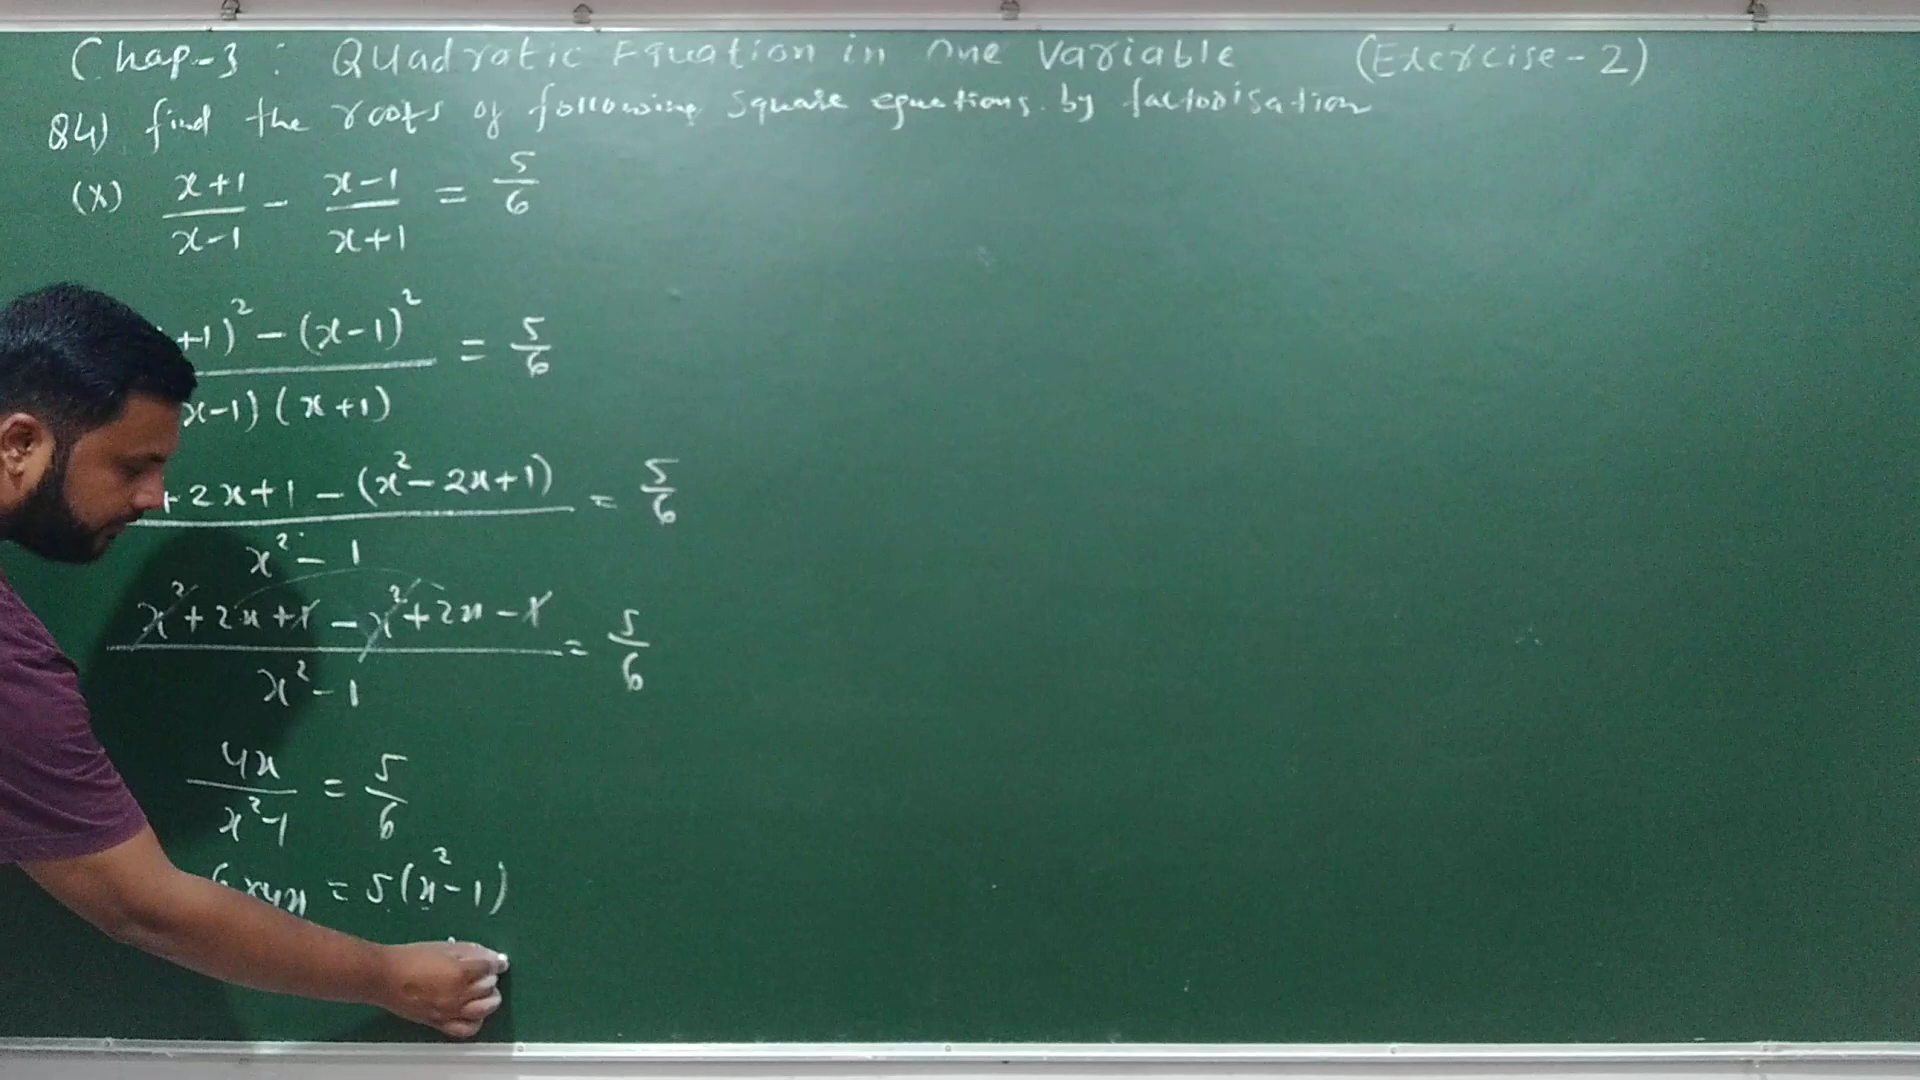 Chap-3 : Quadratic Equation in One Variable (Exercise-2)
Q4) find the roots of following square equations by factorisation
(x) x+1/x-1 - x-1/x+1 = 5/6
+1)² - (x-1)² / x-1)(x+1) = 5/6
+2x+1 - (x²-2x+1) / x²-1 = 5/6
x²+2x+1 - x²+2x-1 / x²-1 = 5/6
4x/x²-1 = 5/6
6x4x = 5(x²-1)